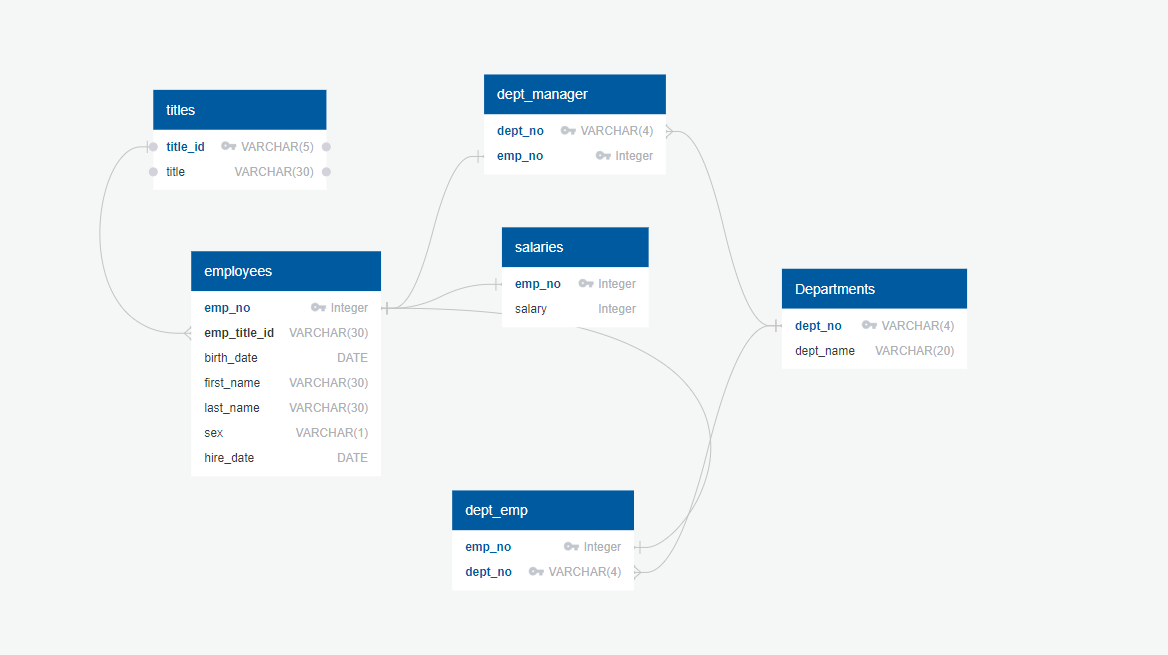 titles
title_id VARCHAR(5)
title VARCHAR(30)
dept_manager
dept_no VARCHAR(4)
emp_no Integer
employees
emp_no Integer
emp_title_id VARCHAR(30)
birth_date DATE
first_name VARCHAR(30)
last_name VARCHAR(30)
sex VARCHAR(1)
hire_date DATE
salaries
emp_no Integer
salary Integer
Departments
dept_no VARCHAR(4)
dept_name VARCHAR(20)
dept_emp
emp_no Integer
dept_no VARCHAR(4)